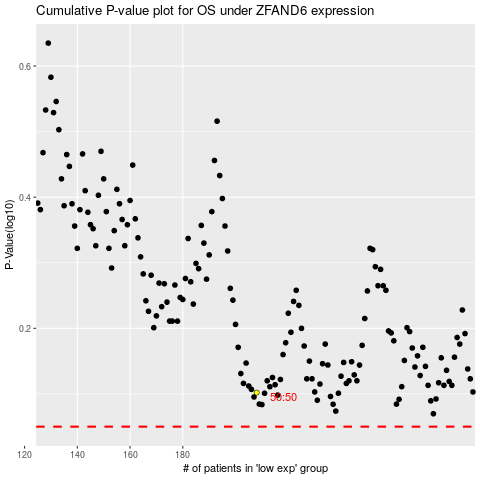 Cumulative P-value plot for OS under ZFAND6 expression
P-Value(log10)
0.6
0.4
0.2
50:50
120 140 160 180
# of patients in 'low exp' group